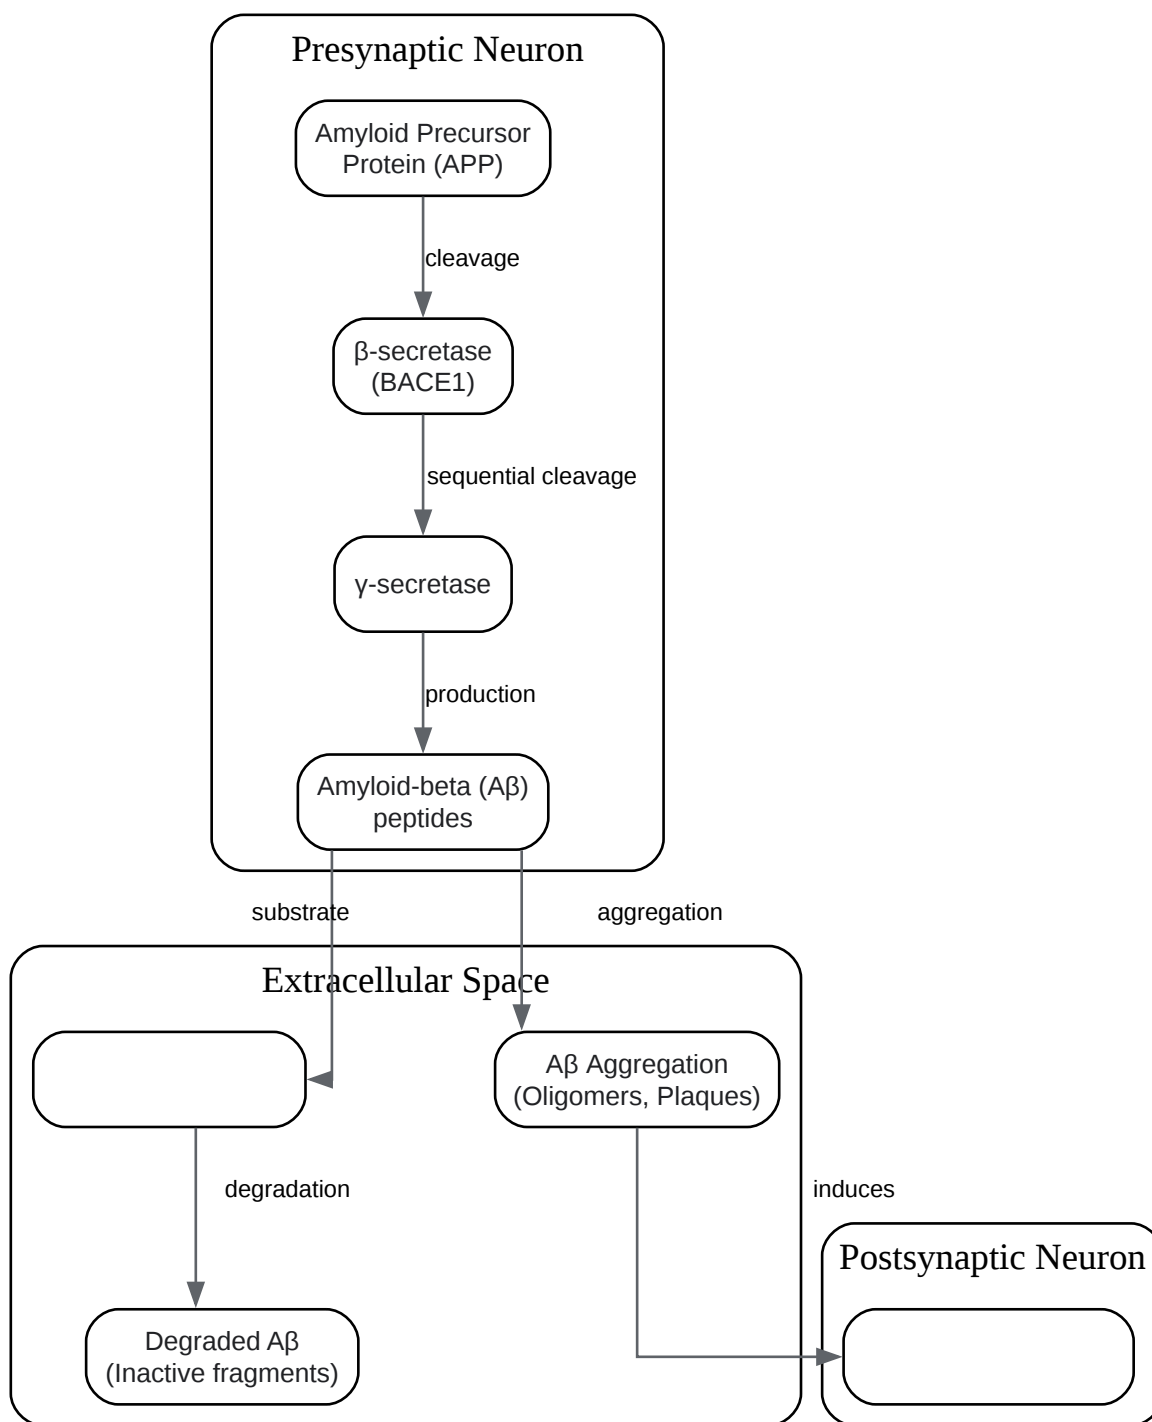 Presynaptic Neuron
Amyloid Precursor
Protein (APP)
cleavage
β-secretase
(BACE1)
sequential cleavage
γ-secretase
production
Amyloid-beta (Aβ)
peptides
substrate
aggregation
Extracellular Space
Aβ Aggregation
(Oligomers, Plaques)
degradation
induces
Postsynaptic Neuron
Degraded Aβ
(Inactive fragments)